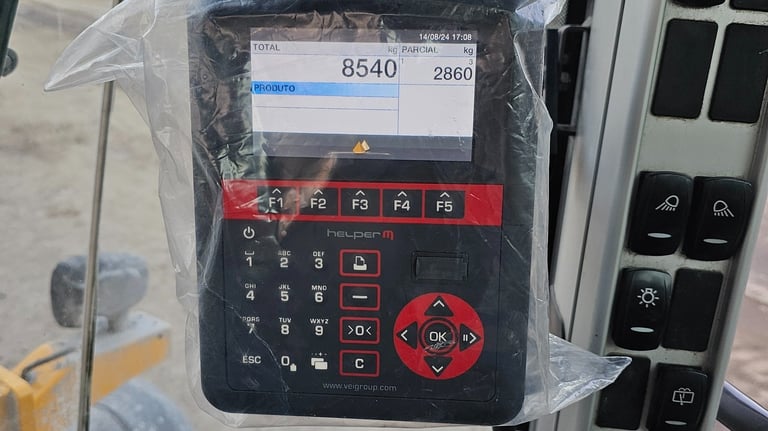 14/08/24 17:08
TOTAL kg PARCIAL kg
8540 1 3 2860
PRODUTO
F1 F2 F3 F4 F5
helper m
1 ABC 2 DEF 3
GHI 4 JKL 5 MNO 6
PQRS 7 TUV 8 WXYZ 9 >0<
ESC 0 C
OK
www.veigroup.com